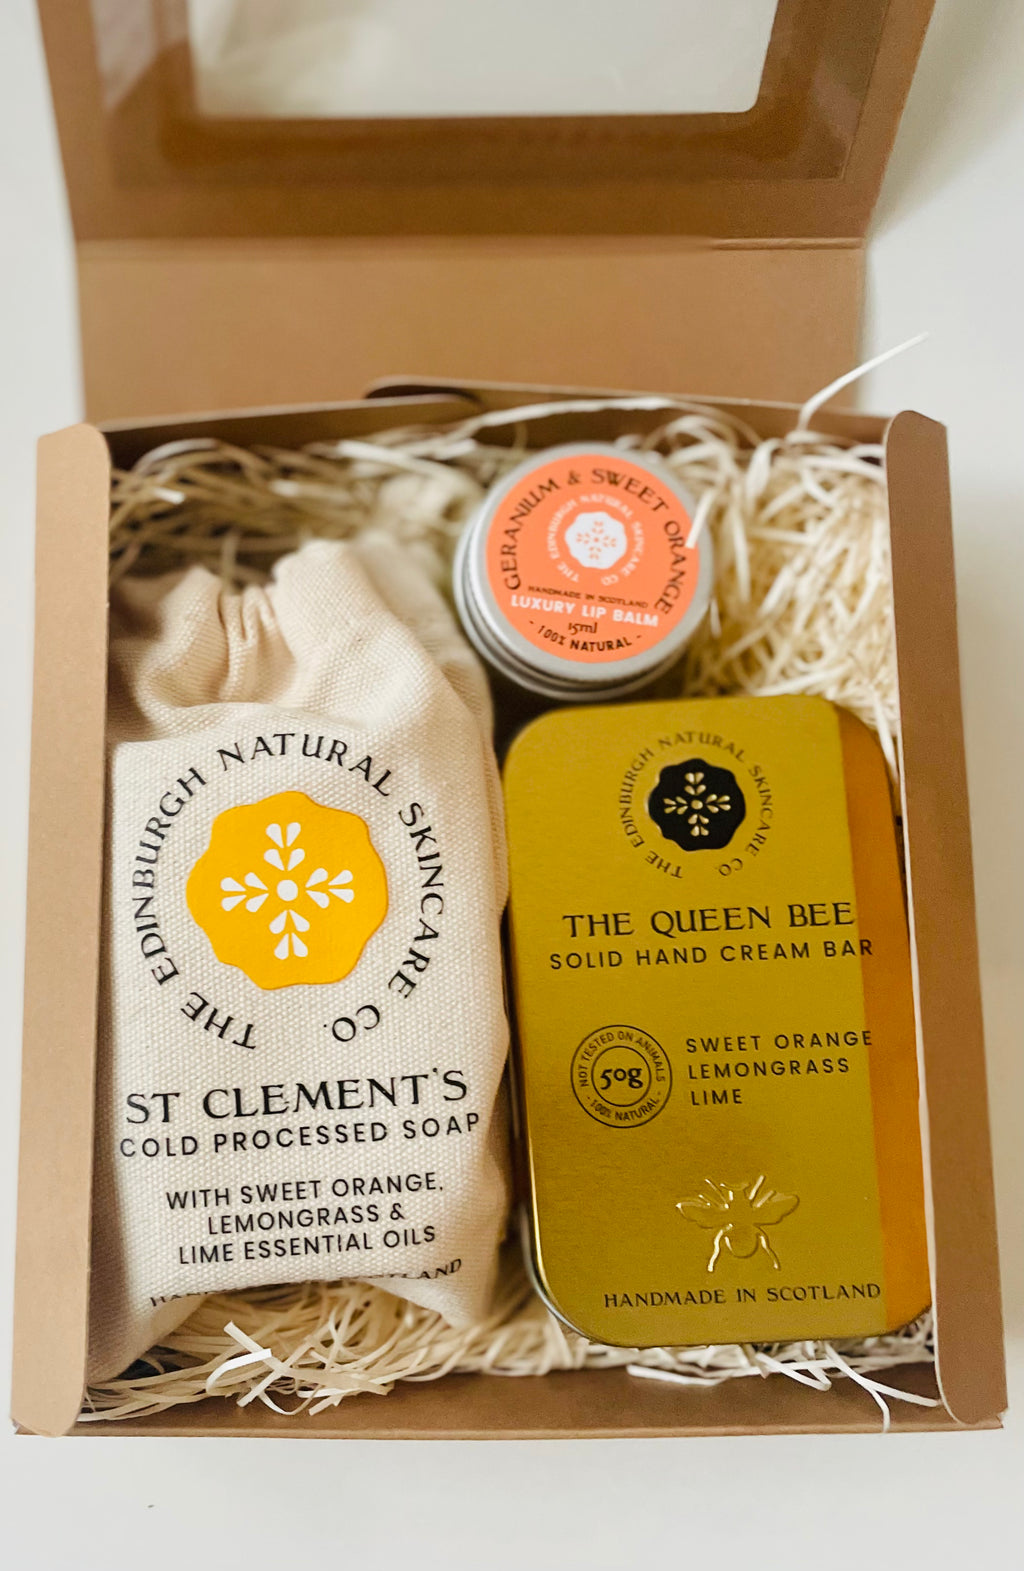 GERANIUM & SWEET ORANGE
THE EDINBURGH NATURAL SKINCARE CO.
HANDMADE IN SCOTLAND
LUXURY LIP BALM
15ml
- 100% NATURAL -
THE EDINBURGH NATURAL SKINCARE CO.
ST CLEMENT'S
COLD PROCESSED SOAP
WITH SWEET ORANGE,
LEMONGRASS &
LIME ESSENTIAL OILS
THE EDINBURGH NATURAL SKINCARE CO.
THE QUEEN BEE
SOLID HAND CREAM BAR
NOT TESTED ON ANIMALS
50g
- 100% NATURAL -
SWEET ORANGE
LEMONGRASS
LIME
HANDMADE IN SCOTLAND